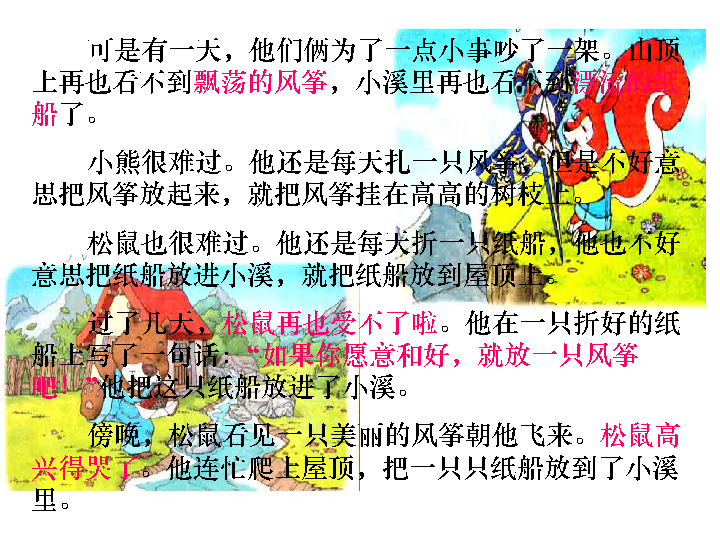 可是有一天，他们俩为了一点小事吵了一架。山顶
上再也看不到飘荡的风筝，小溪里再也看不到漂流的纸
船了。
小熊很难过。他还是每天扎一只风筝，但是不好意
思把风筝放起来，就把风筝挂在高高的树枝上。
松鼠也很难过。他还是每天折一只纸船，他也不好
意思把纸船放进小溪，就把纸船放到屋顶上。
过了几天，松鼠再也受不了啦。他在一只折好的纸
船上写了一句话：“如果你愿意和好，就放一只风筝
吧！”他把这只纸船放进了小溪。
傍晚，松鼠看见一只美丽的风筝朝他飞来。松鼠高
兴得哭了。他连忙爬上屋顶，把一只只纸船放到了小溪
里。